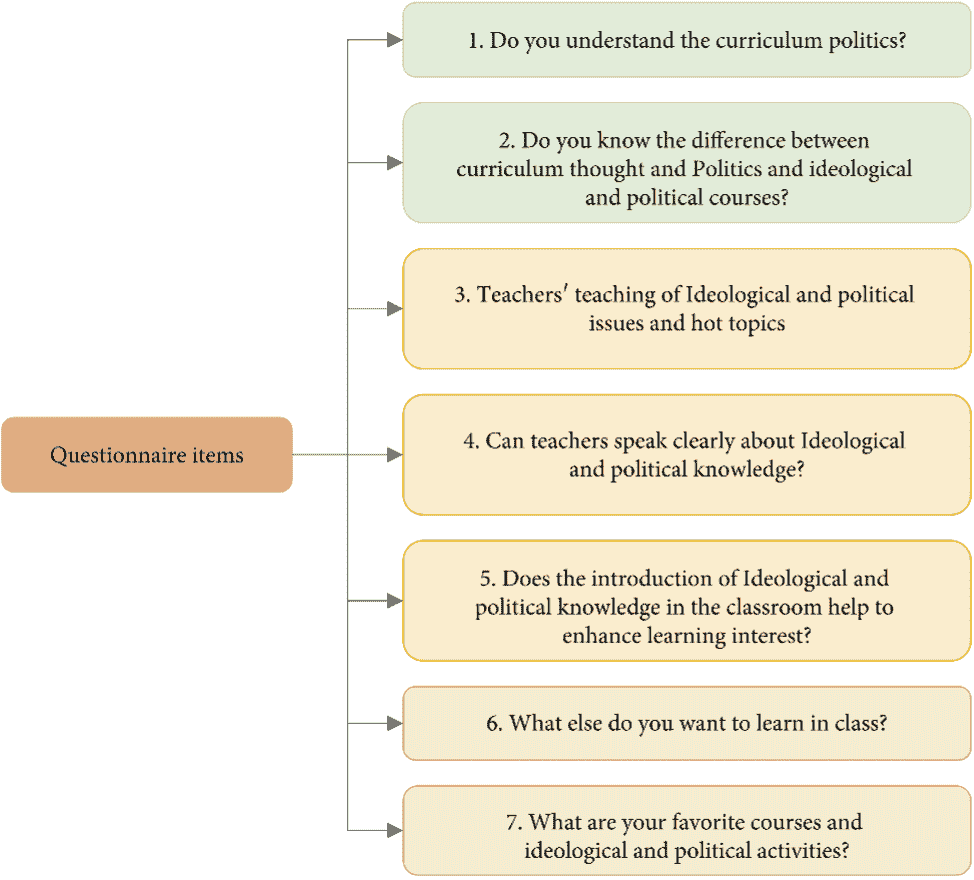 1. Do you understand the curriculum politics?
2. Do you know the difference between
curriculum thought and Politics and ideological
and political courses?
3. Teachers′ teaching of Ideological and political
issues and hot topics
Questionnaire items
4. Can teachers speak clearly about Ideological
and political knowledge?
5. Does the introduction of Ideological and
political knowledge in the classroom help to
enhance learning interest?
6. What else do you want to learn in class?
7. What are your favorite courses and
ideological and political activities?